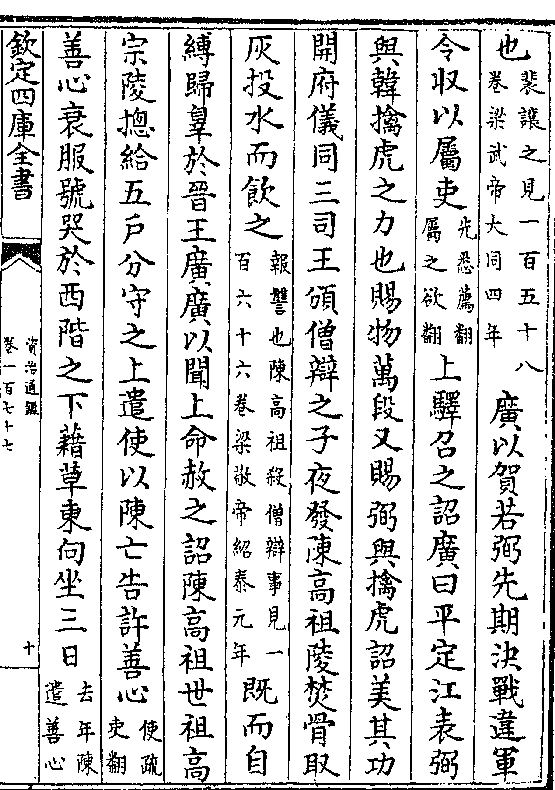 也裴讓之見一百五十八卷梁武帝大同四年廣以賀若弼先期決戰違軍
令収以屬吏先悉薦翻屬之欲翻上驛召之詔廣曰平定江表弼
與韓擒虎之力也賜物萬段又賜弼與擒虎詔美其功
開府儀同三司王頒僧辯之子夜發陳高祖陵焚骨取
灰投水而飲之報讐也陳高祖殺僧辯事見一百六十六卷梁敬帝紹泰元年既而自
縛歸辠於晉王廣廣以聞上命赦之詔陳高祖世祖高
宗陵揔給五戶分守之上遣使以陳亡告許善心使疏吏翻
善心衰服號哭於西階之下藉草東向坐三日去年陳遣善心
欽定四庫全書
資治通鑑
卷一百七十七
十